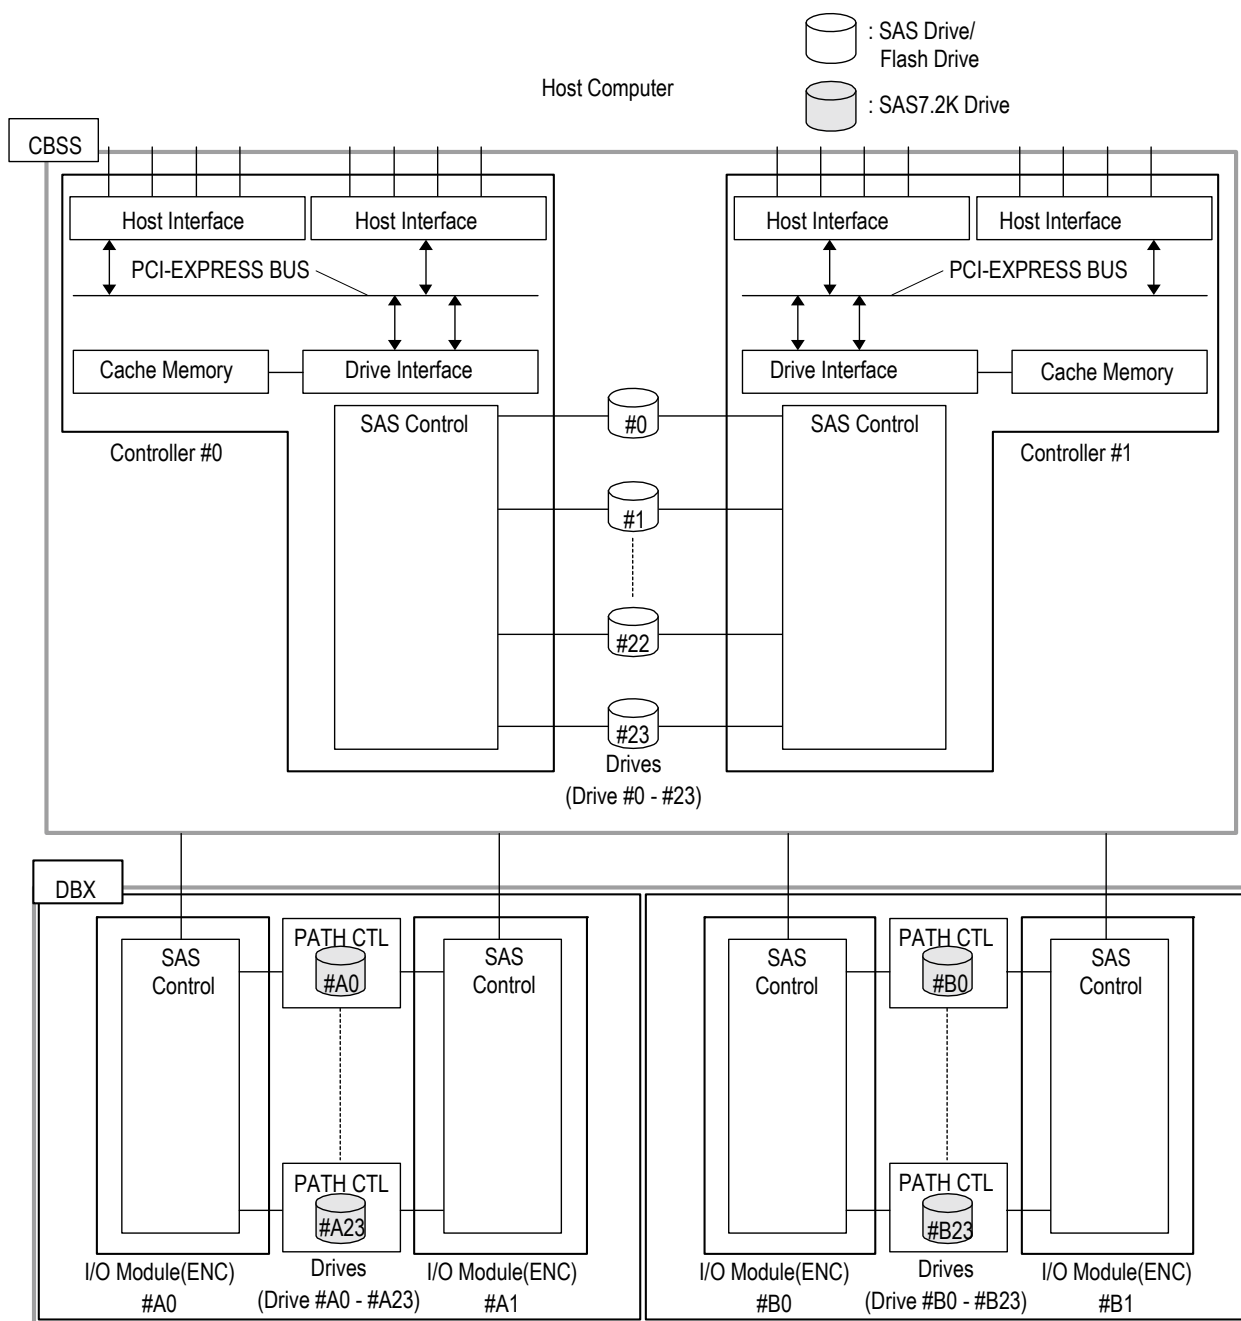 : SAS Drive/
Flash Drive
Host Computer
: SAS7.2K Drive
CBSS
Host Interface
Host Interface
Host Interface
Host Interface
PCI-EXPRESS BUS
PCI-EXPRESS BUS
Cache Memory
Drive Interface
Drive Interface
Cache Memory
SAS Control
#0
SAS Control
Controller #0
Controller #1
#1
#22
#23
Drives
(Drive #0 - #23)
DBX
SAS
Control
PATH CTL
#A0
SAS
Control
SAS
Control
PATH CTL
#B0
SAS
Control
PATH CTL
#A23
PATH CTL
#B23
I/O Module(ENC)
#A0
Drives
(Drive #A0 - #A23)
I/O Module(ENC)
#A1
I/O Module(ENC)
#B0
Drives
(Drive #B0 - #B23)
I/O Module(ENC)
#B1